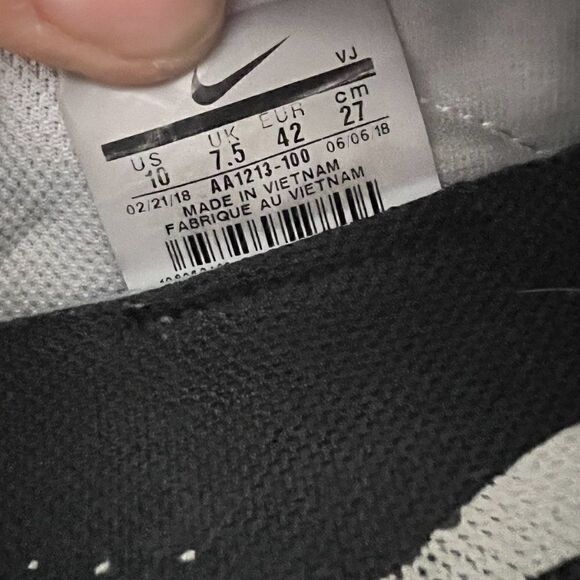 VJ
US UK EUR cm
10 7.5 42 27
02/21/18 AA1213-100 06/06/18
MADE IN VIETNAM
FABRIQUE AU VIETNAM